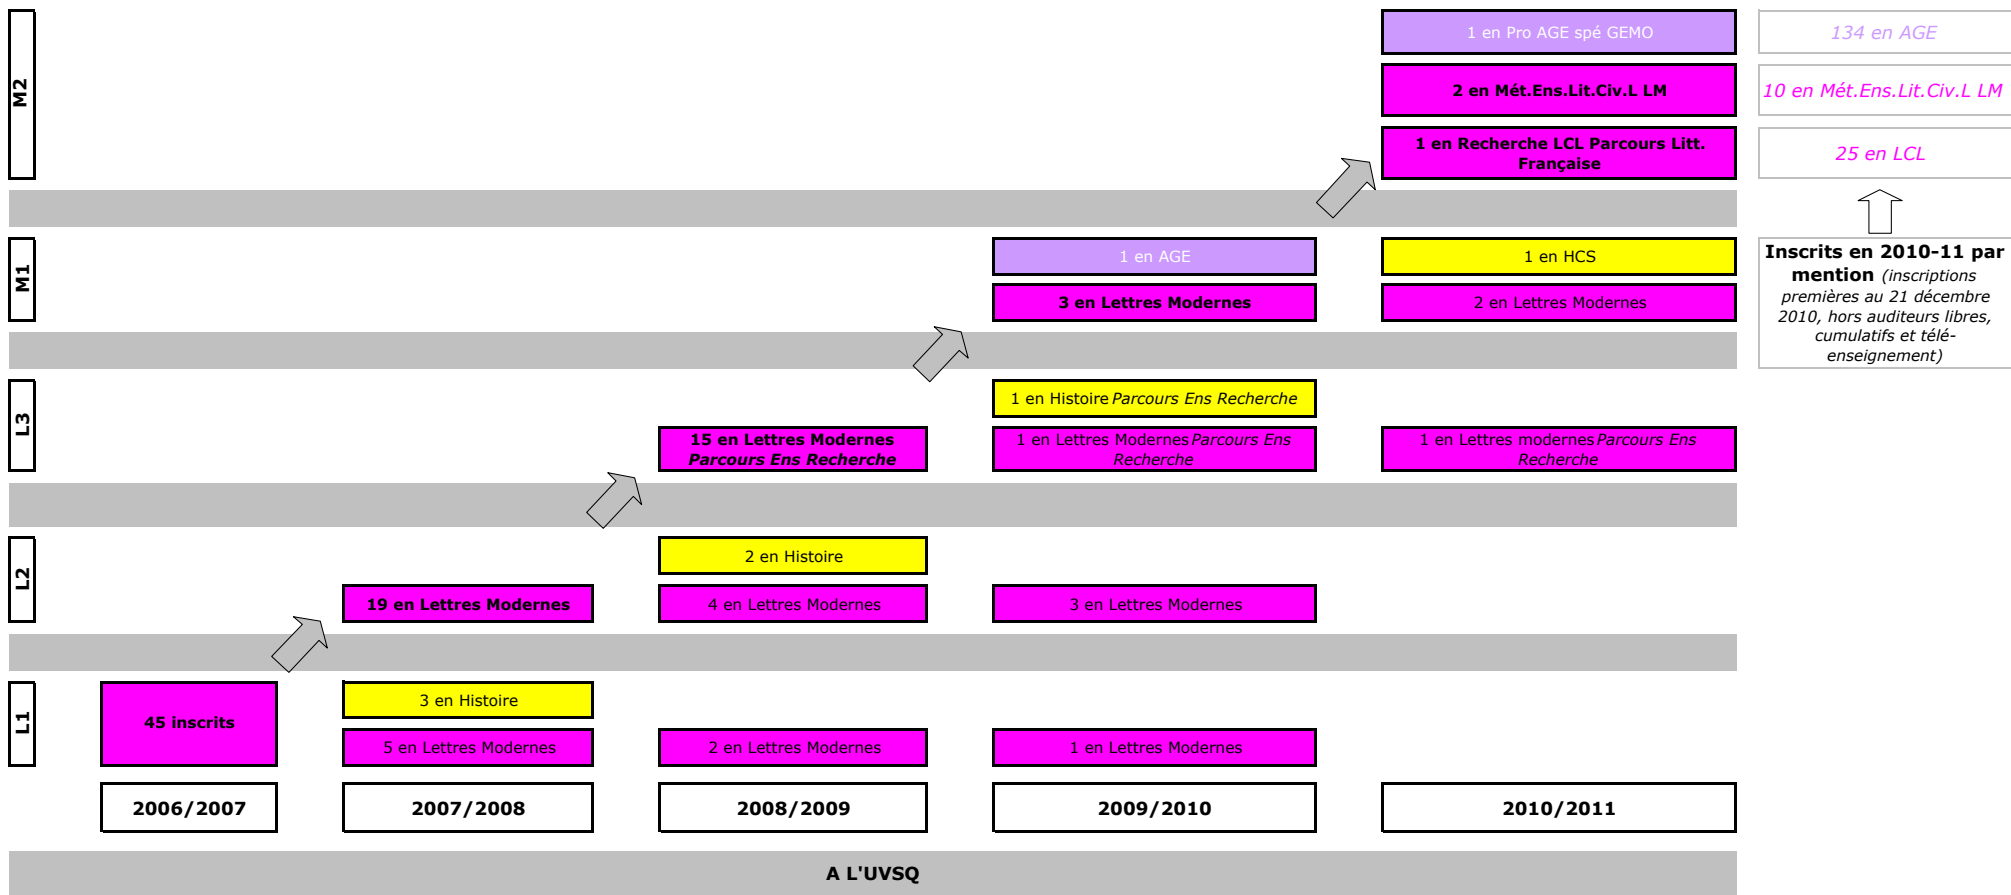 M2
1 en Pro AGE spé GEMO
134 en AGE
2 en Mét.Ens.Lit.Civ.L LM
10 en Mét.Ens.Lit.Civ.L LM
1 en Recherche LCL Parcours Litt.
Française
25 en LCL
M1
1 en AGE
1 en HCS
3 en Lettres Modernes
2 en Lettres Modernes
Inscrits en 2010-11 par
mention (inscriptions
premières au 21 décembre
2010, hors auditeurs libres,
cumulatifs et télé-
enseignement)
L3
1 en Histoire Parcours Ens Recherche
15 en Lettres Modernes
Parcours Ens Recherche
1 en Lettres Modernes Parcours Ens
Recherche
1 en Lettres modernes Parcours Ens
Recherche
L2
2 en Histoire
19 en Lettres Modernes
4 en Lettres Modernes
3 en Lettres Modernes
L1
45 inscrits
3 en Histoire
5 en Lettres Modernes
2 en Lettres Modernes
1 en Lettres Modernes
2006/2007
2007/2008
2008/2009
2009/2010
2010/2011
A L'UVSQ